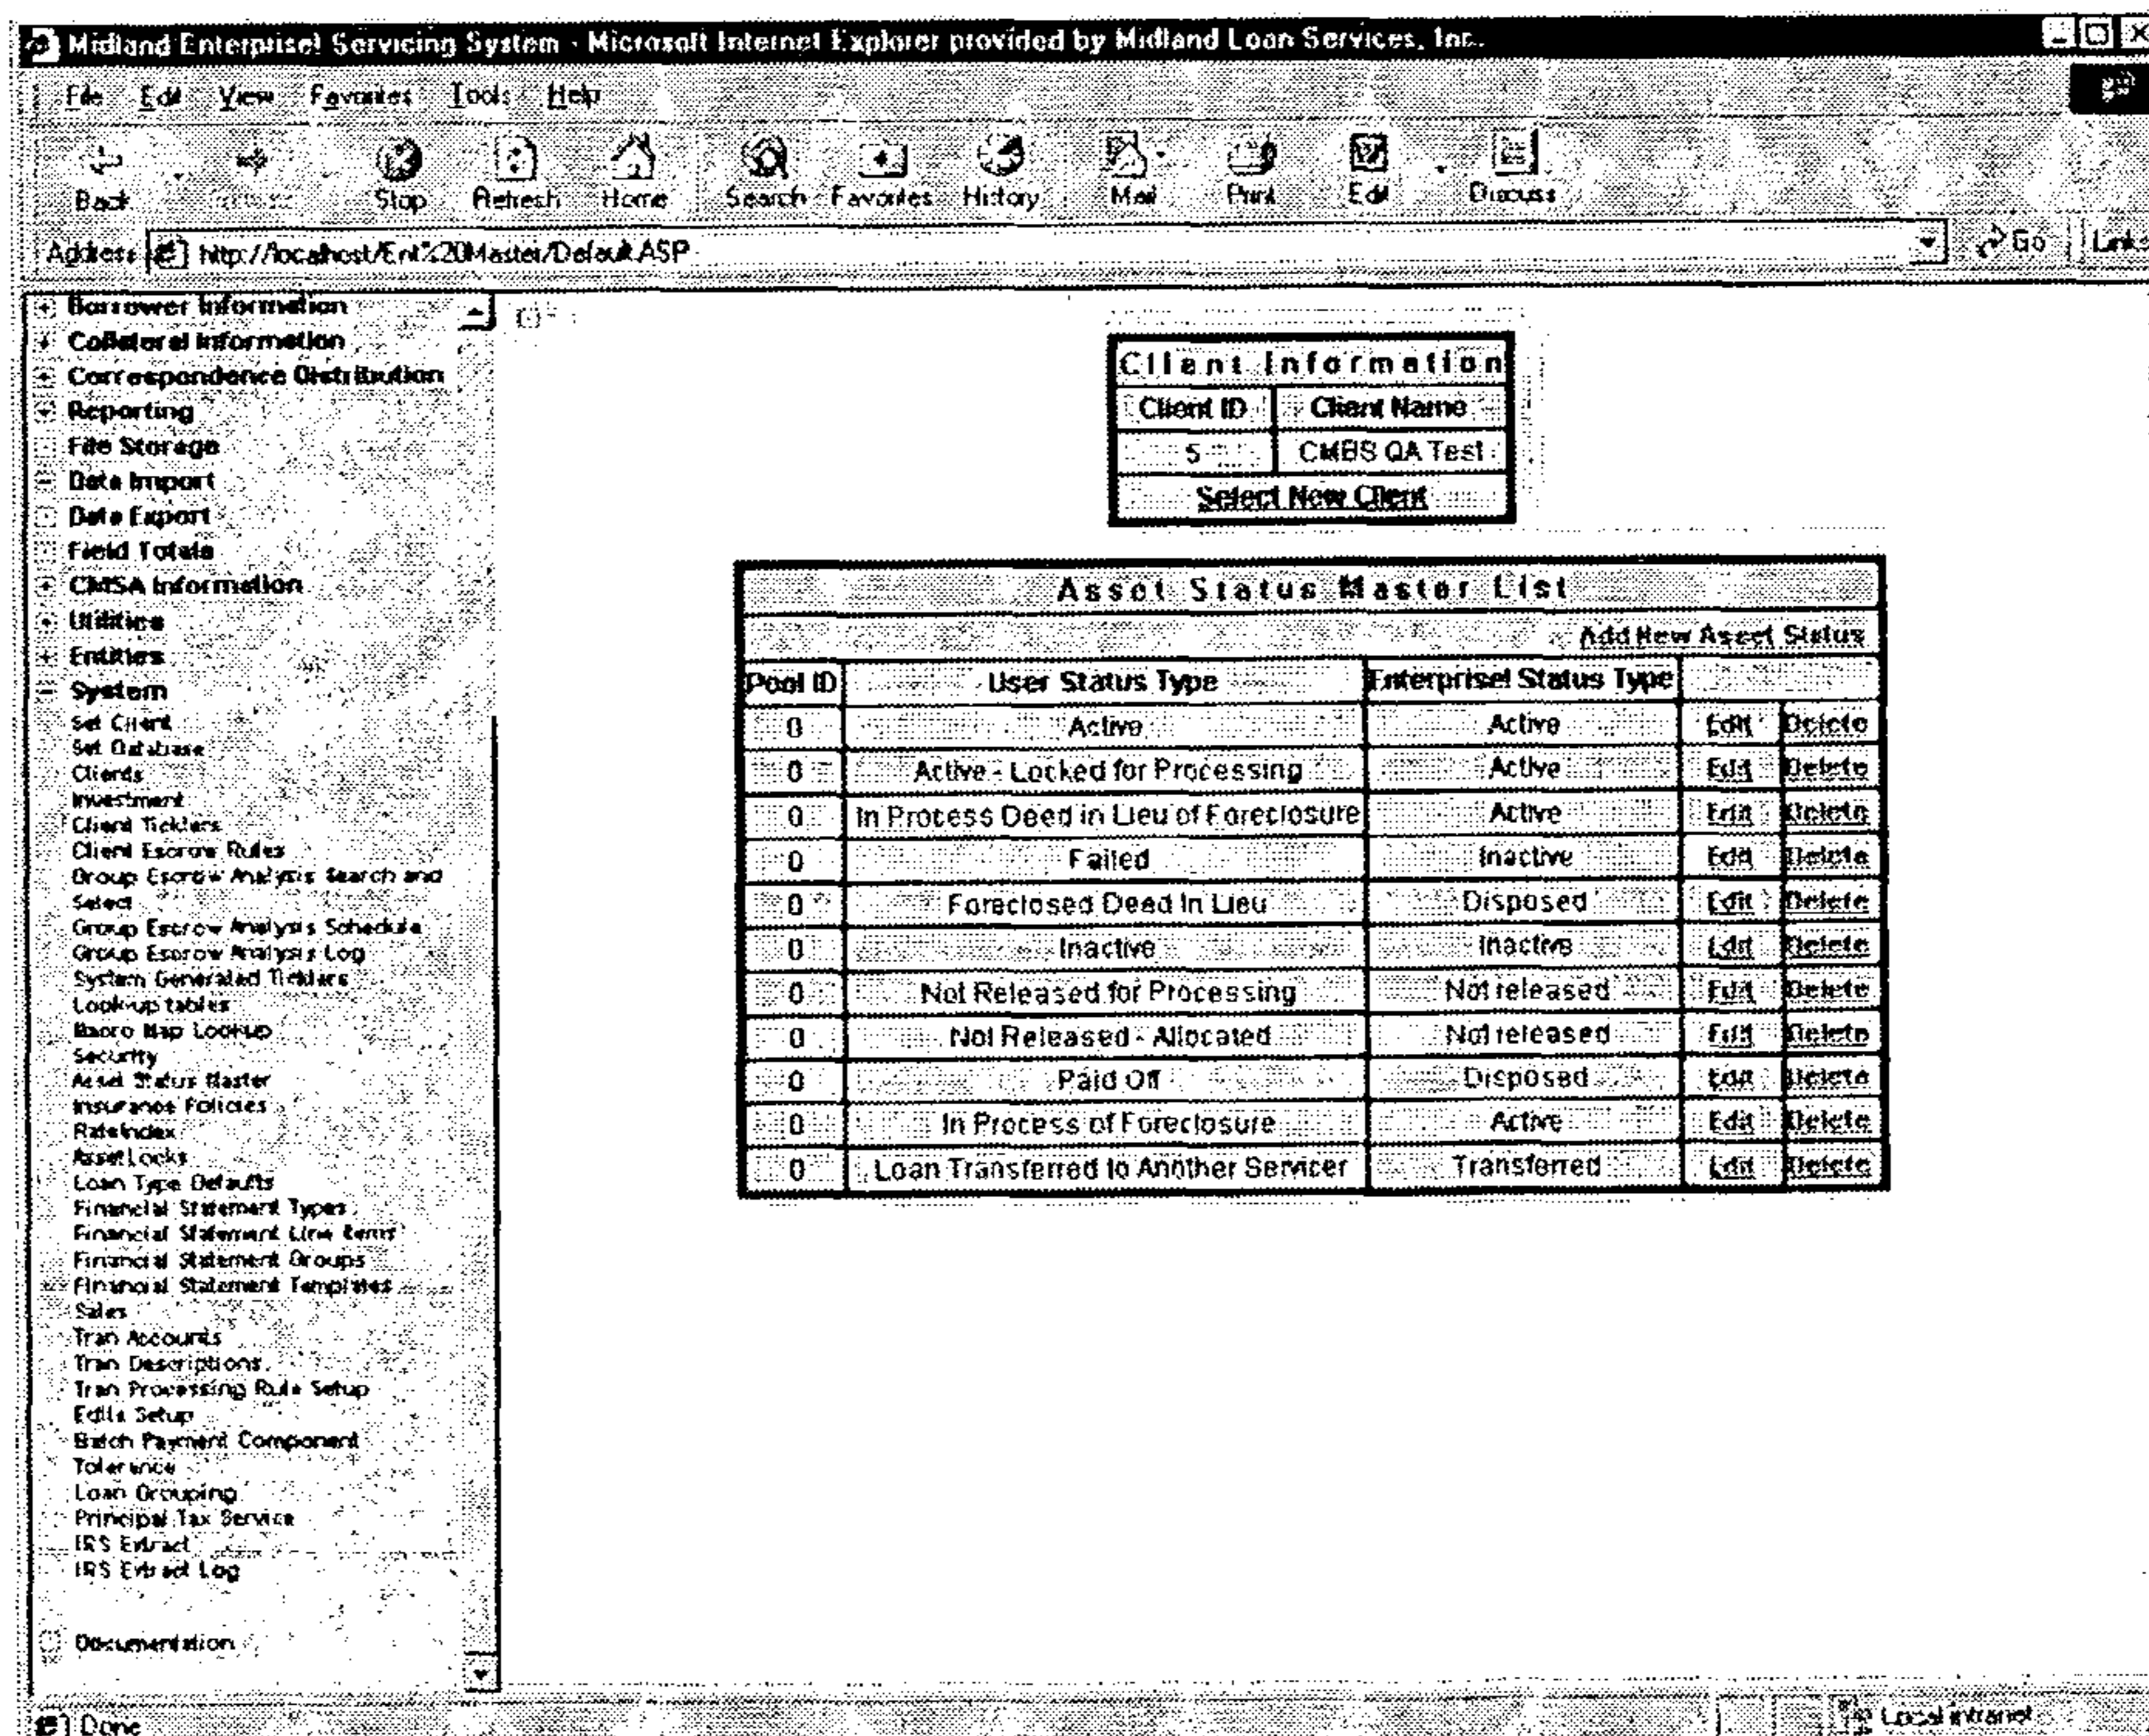 Midland Enterprise! Servicing System - Microsoft Internet Explorer provided by Midland Loan Services, Inc.
File Edit View Favorites Tools Help
Back Stop Refresh Home Search Favorites History Mail Print Edit Discuss
Address http://localhost/Ent%20Master/Default.ASP Go Links
Borrower Information
Collateral Information
Correspondence Distribution
Reporting
File Storage
Data Import
Data Export
Field Totals
CMSA Information
Utilities
Entities
System
Set Client
Set Database
Clients
Investment
Client Ticklers
Client Escrow Rules
Group Escrow Analysis Search and
Select
Group Escrow Analysis Schedule
Group Escrow Analysis Log
System Generated Ticklers
Look-up tables
Macro Map Lookup
Security
Asset Status Master
Insurance Policies
RateIndex
AssetLocks
Loan Type Defaults
Financial Statement Types
Financial Statement Line Items
Financial Statement Groups
Financial Statement Templates
Sales
Tran Accounts
Tran Descriptions
Tran Processing Rule Setup
Edits Setup
Batch Payment Component
Tolerance
Loan Grouping
Principal Tax Service
IRS Extract
IRS Extract Log
Documentation
Client Information
Client ID Client Name
5 CMBS QA Test
Select New Client
Asset Status Master List
Add New Asset Status
Pool ID User Status Type Enterprise! Status Type
0 Active Active Edit Delete
0 Active - Locked for Processing Active Edit Delete
0 In Process Deed in Lieu of Foreclosure Active Edit Delete
0 Failed Inactive Edit Delete
0 Foreclosed Deed In Lieu Disposed Edit Delete
0 Inactive Inactive Edit Delete
0 Not Released for Processing Not released Edit Delete
0 Not Released - Allocated Not released Edit Delete
0 Paid Off Disposed Edit Delete
0 In Process of Foreclosure Active Edit Delete
0 Loan Transferred to Another Servicer Transferred Edit Delete
Done Local intranet